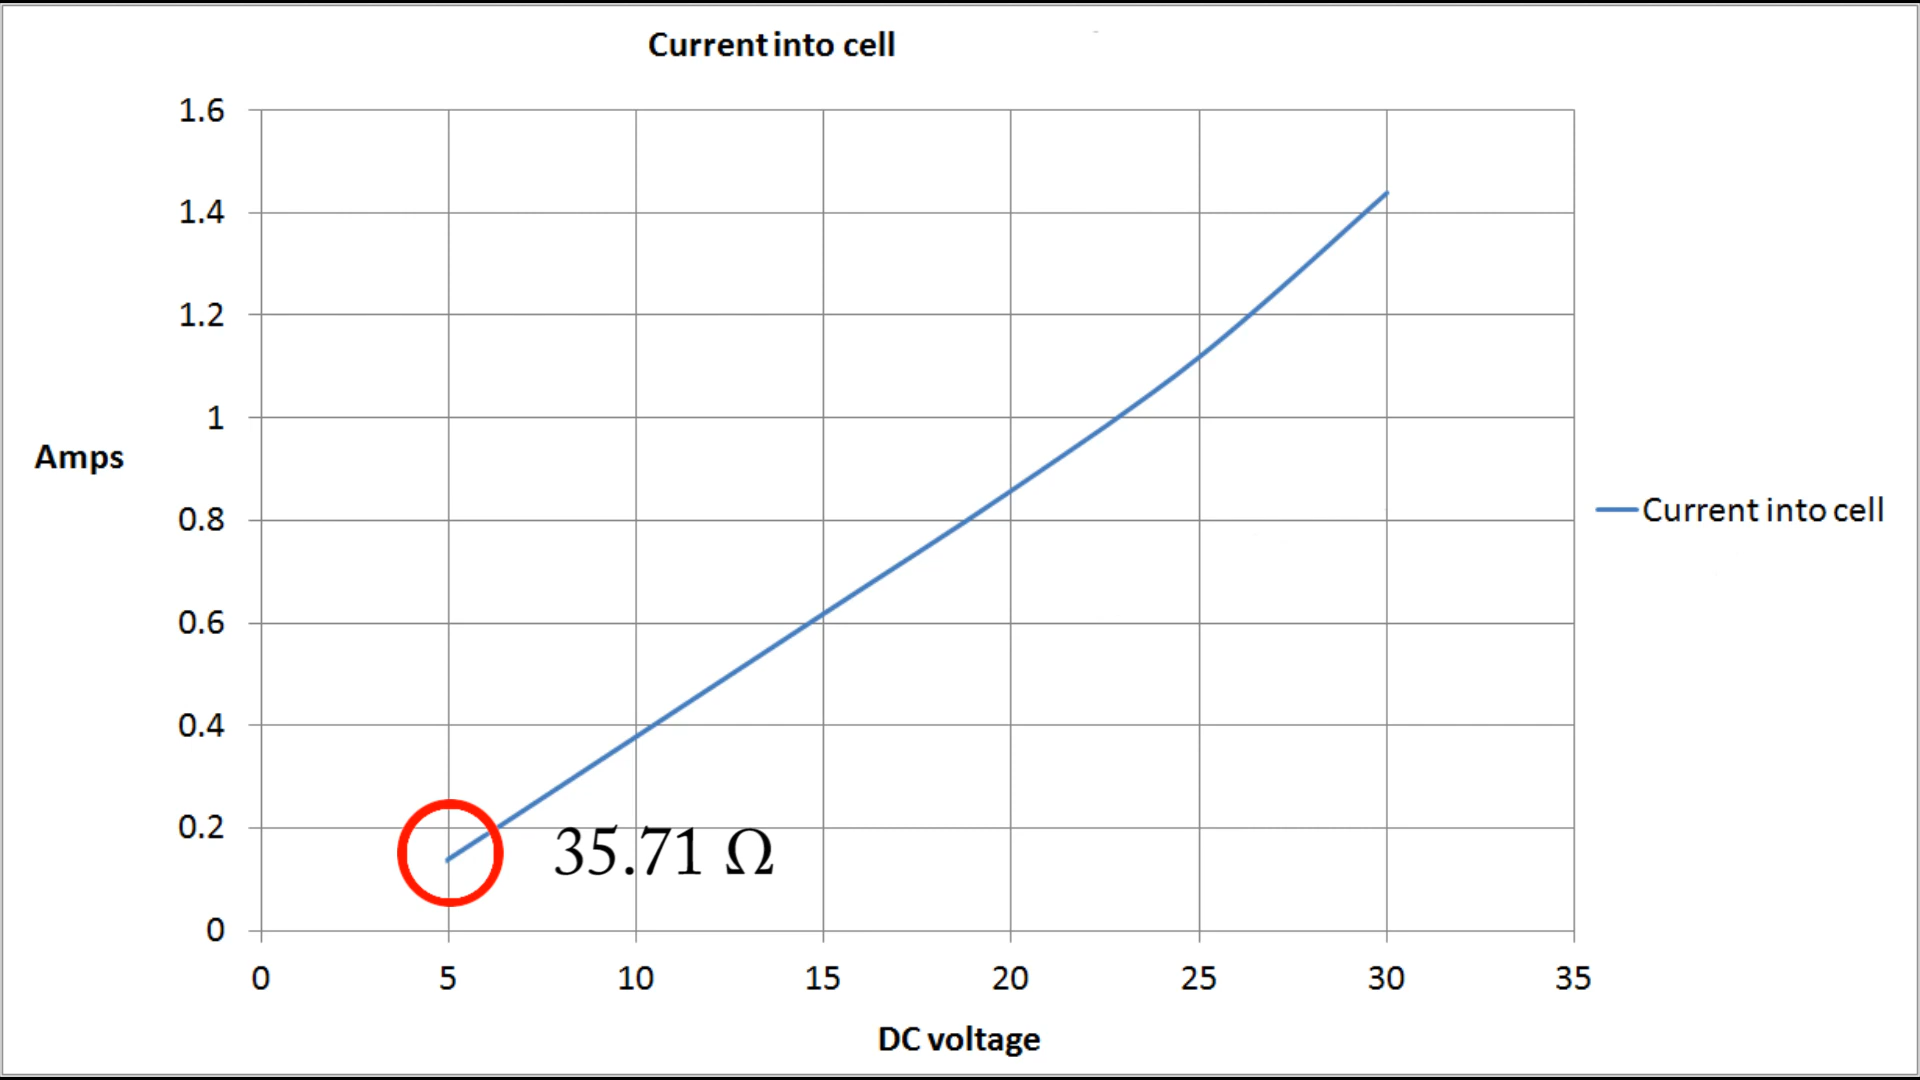 Current into cell
1.6
1.4
1.2
1
Amps
0.8
Current into cell
0.6
0.4
0.2
35.71 Ω
0
0 5 10 15 20 25 30 35
DC voltage